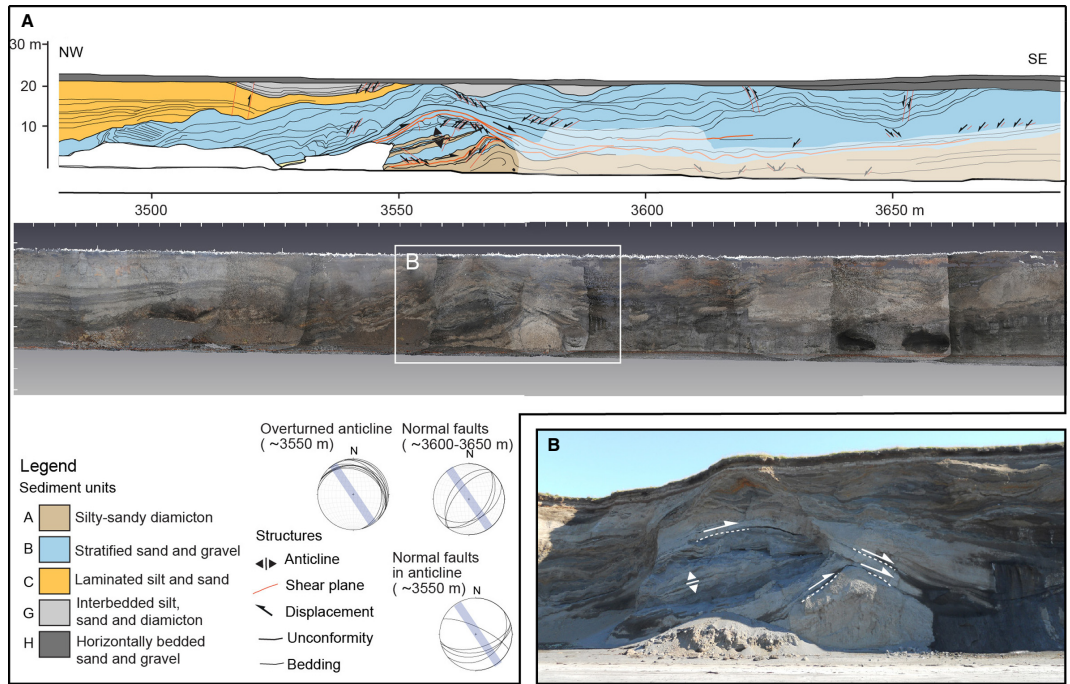 A
30 m
NW
SE
20
10
3500
3550
3600
3650 m
B
Overturned anticline
( ~3550 m)
N
Normal faults
( ~3600-3650 m)
N
Legend
Sediment units
A Silty-sandy diamicton
B Stratified sand and gravel
C Laminated silt and sand
G Interbedded silt,
sand and diamicton
H Horizontally bedded
sand and gravel
Structures
Anticline
Shear plane
Displacement
Unconformity
Bedding
Normal faults
in anticline
( ~3550 m)
N
B